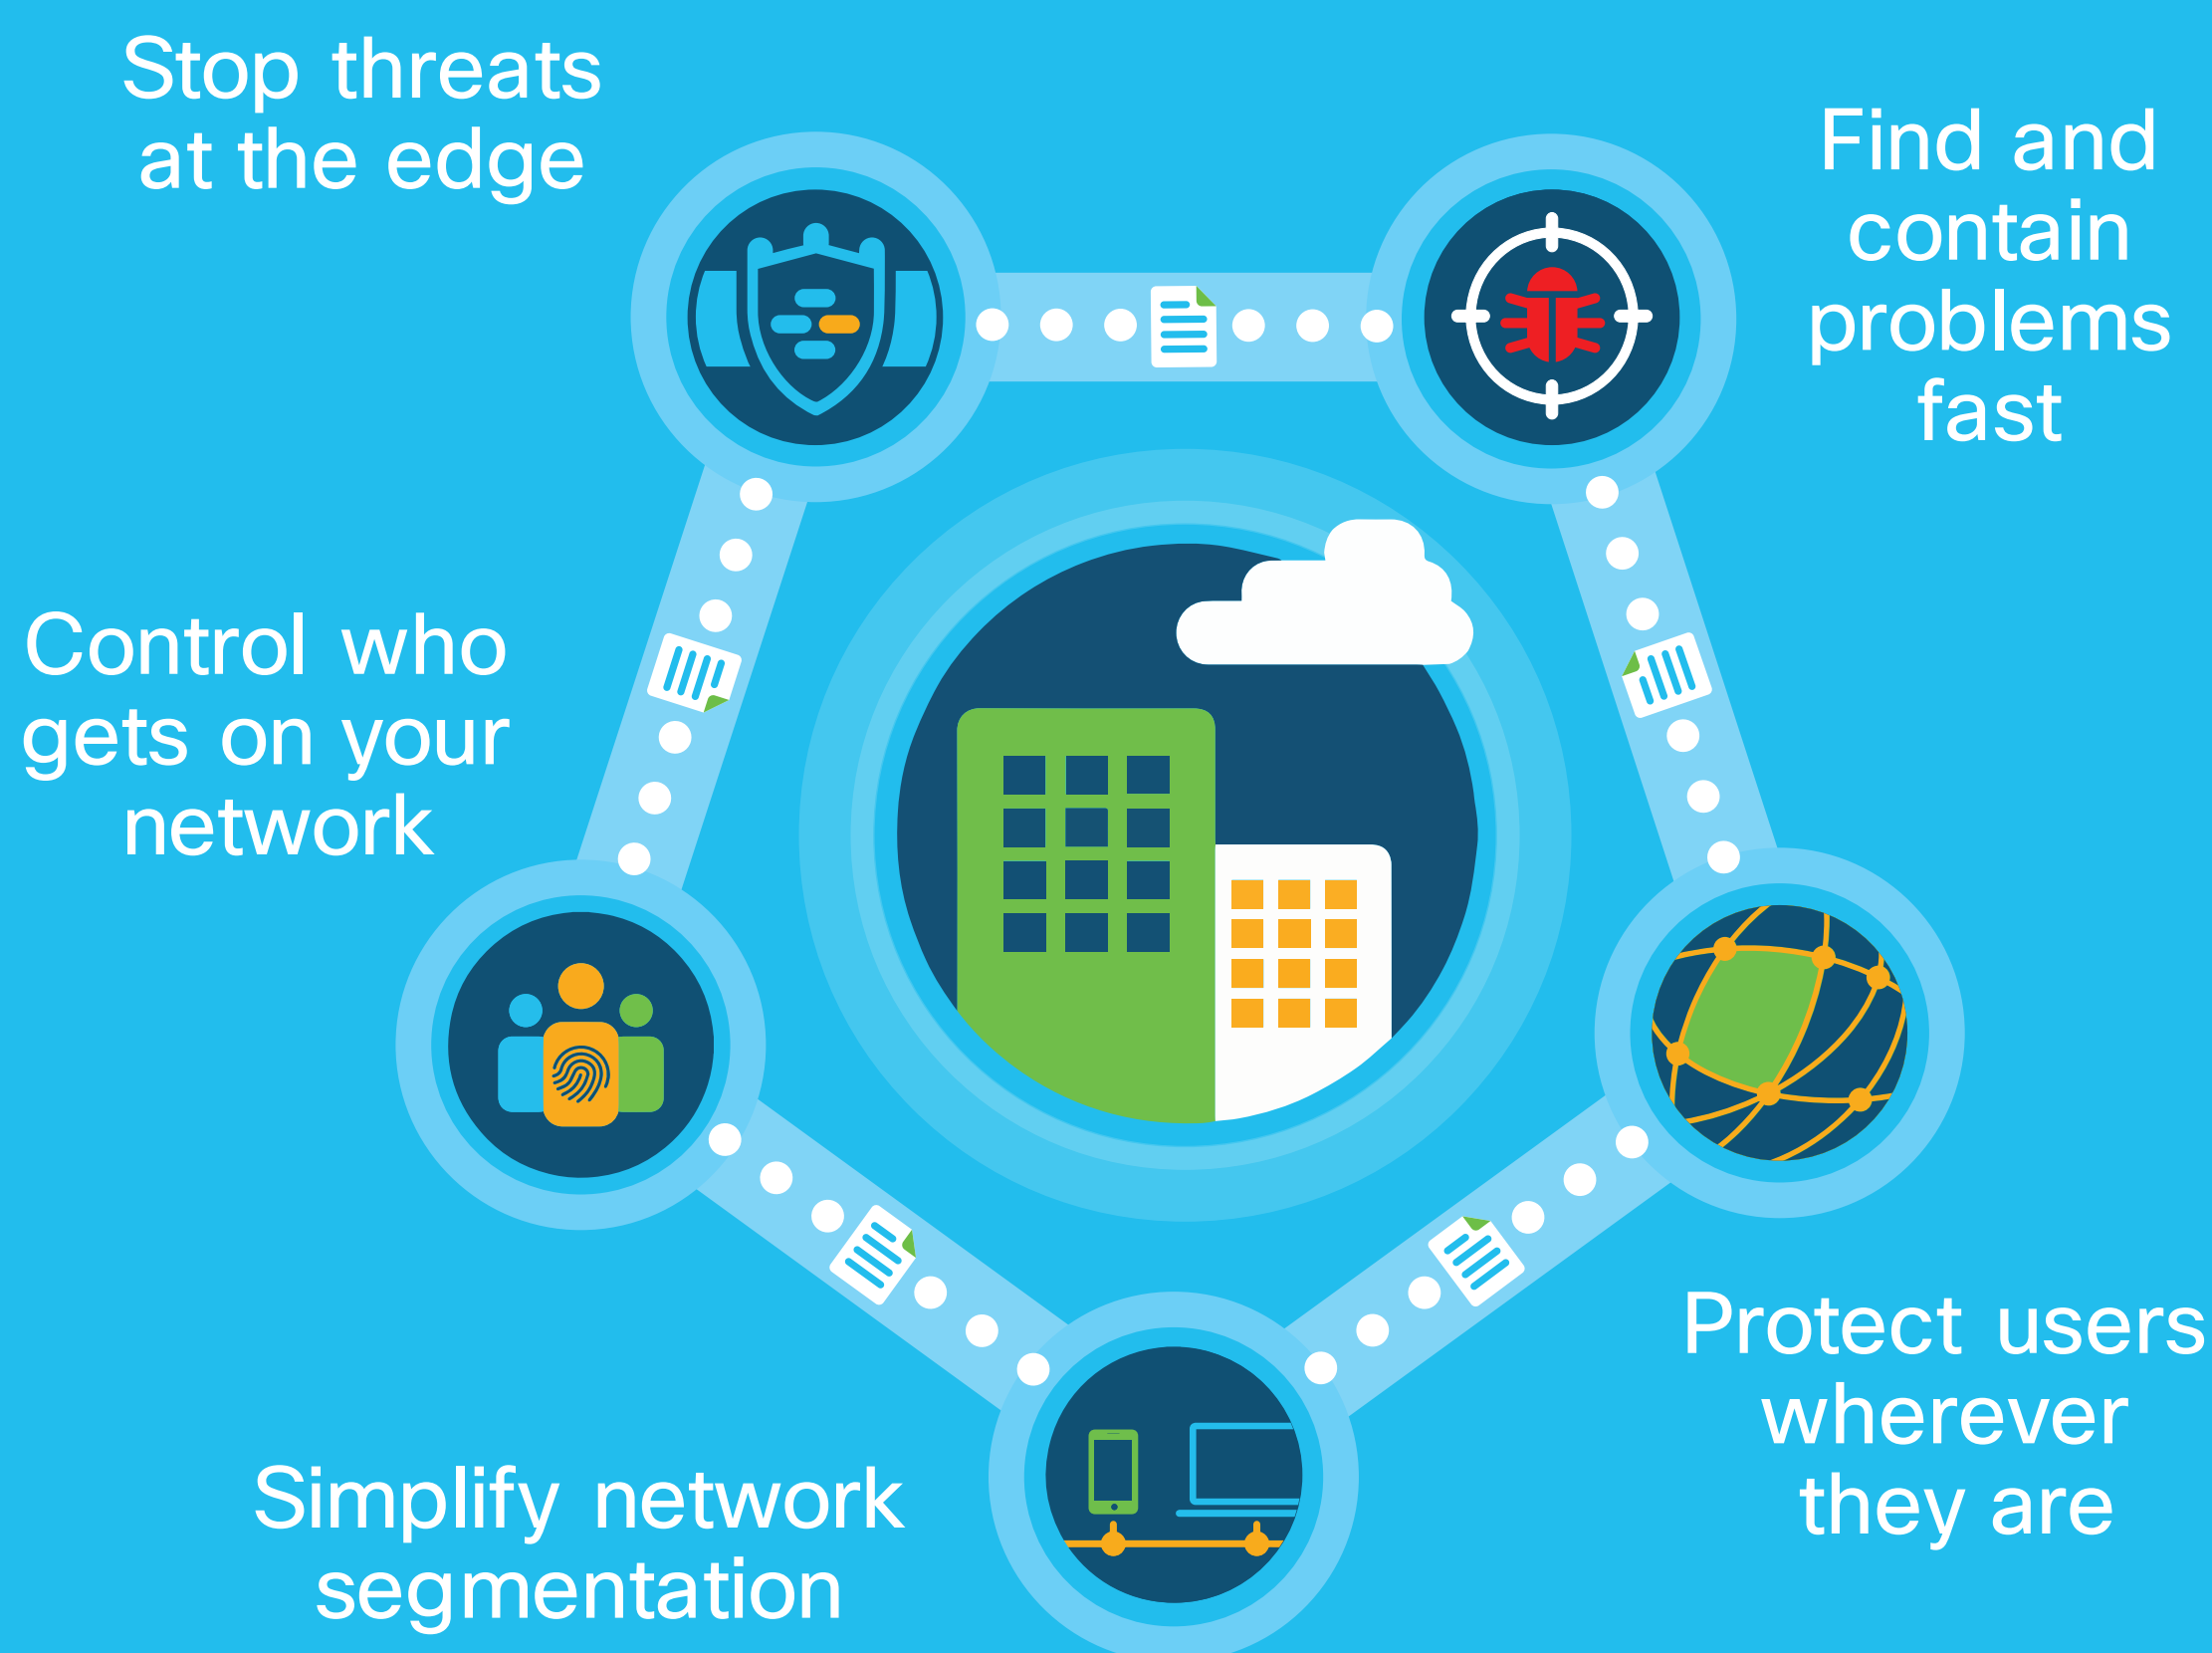 Stop threats
at the edge
Find and
contain
problems
fast
Control who
gets on your
network
Protect users
wherever
they are
Simplify network
segmentation